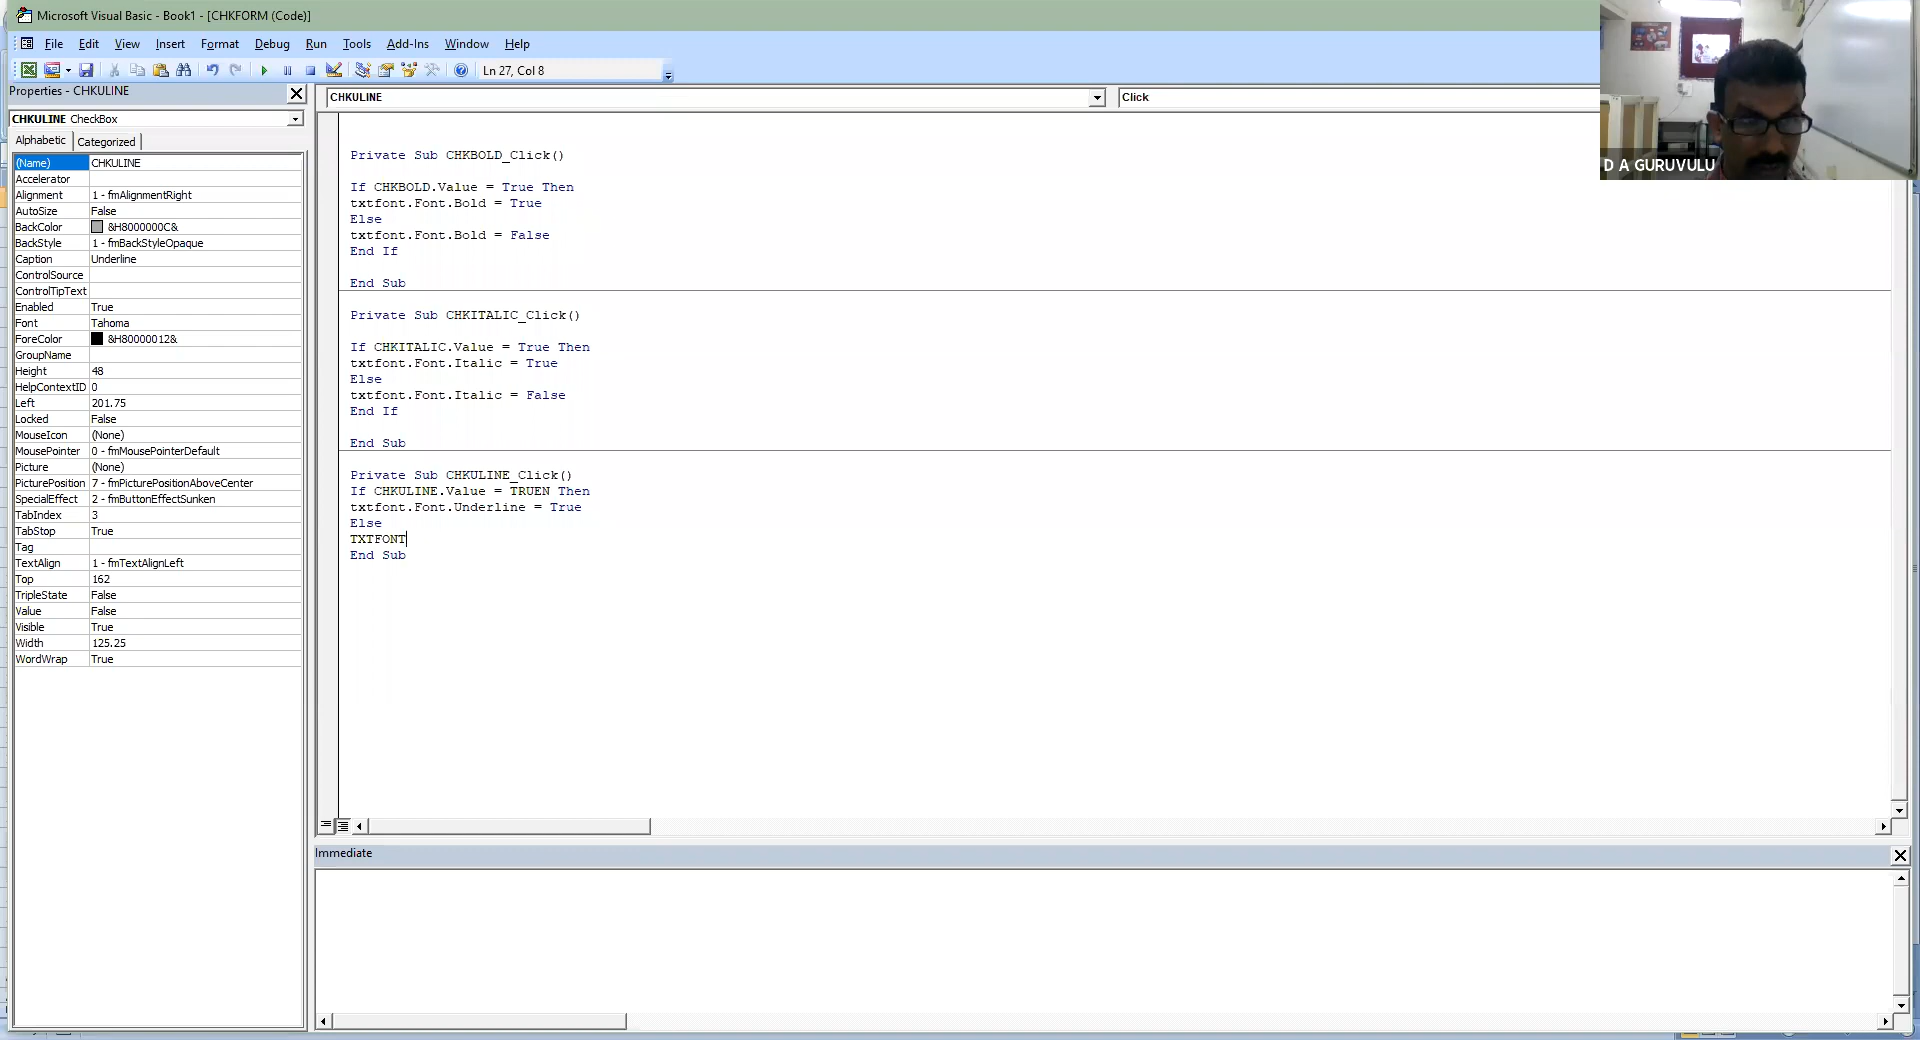 Microsoft Visual Basic - Book1 - [CHKFORM (Code)]
File Edit View Insert Format Debug Run Tools Add-Ins Window Help
Ln 27, Col 8
Properties - CHKULINE
CHKULINE CheckBox
Alphabetic Categorized
(Name) CHKULINE
Accelerator
Alignment 1 - fmAlignmentRight
AutoSize False
BackColor &H8000000C&
BackStyle 1 - fmBackStyleOpaque
Caption Underline
ControlSource
ControlTipText
Enabled True
Font Tahoma
ForeColor &H80000012&
GroupName
Height 48
HelpContextID 0
Left 201.75
Locked False
MouseIcon (None)
MousePointer 0 - fmMousePointerDefault
Picture (None)
PicturePosition 7 - fmPicturePositionAboveCenter
SpecialEffect 2 - fmButtonEffectSunken
TabIndex 3
TabStop True
Tag
TextAlign 1 - fmTextAlignLeft
Top 162
TripleState False
Value False
Visible True
Width 125.25
WordWrap True
CHKULINE Click
Private Sub CHKBOLD_Click()
If CHKBOLD.Value = True Then
txtfont.Font.Bold = True
Else
txtfont.Font.Bold = False
End If
End Sub
Private Sub CHKITALIC_Click()
If CHKITALIC.Value = True Then
txtfont.Font.Italic = True
Else
txtfont.Font.Italic = False
End If
End Sub
Private Sub CHKULINE_Click()
If CHKULINE.Value = TRUEN Then
txtfont.Font.Underline = True
Else
TXTFONT
End Sub
Immediate
D A GURUVULU